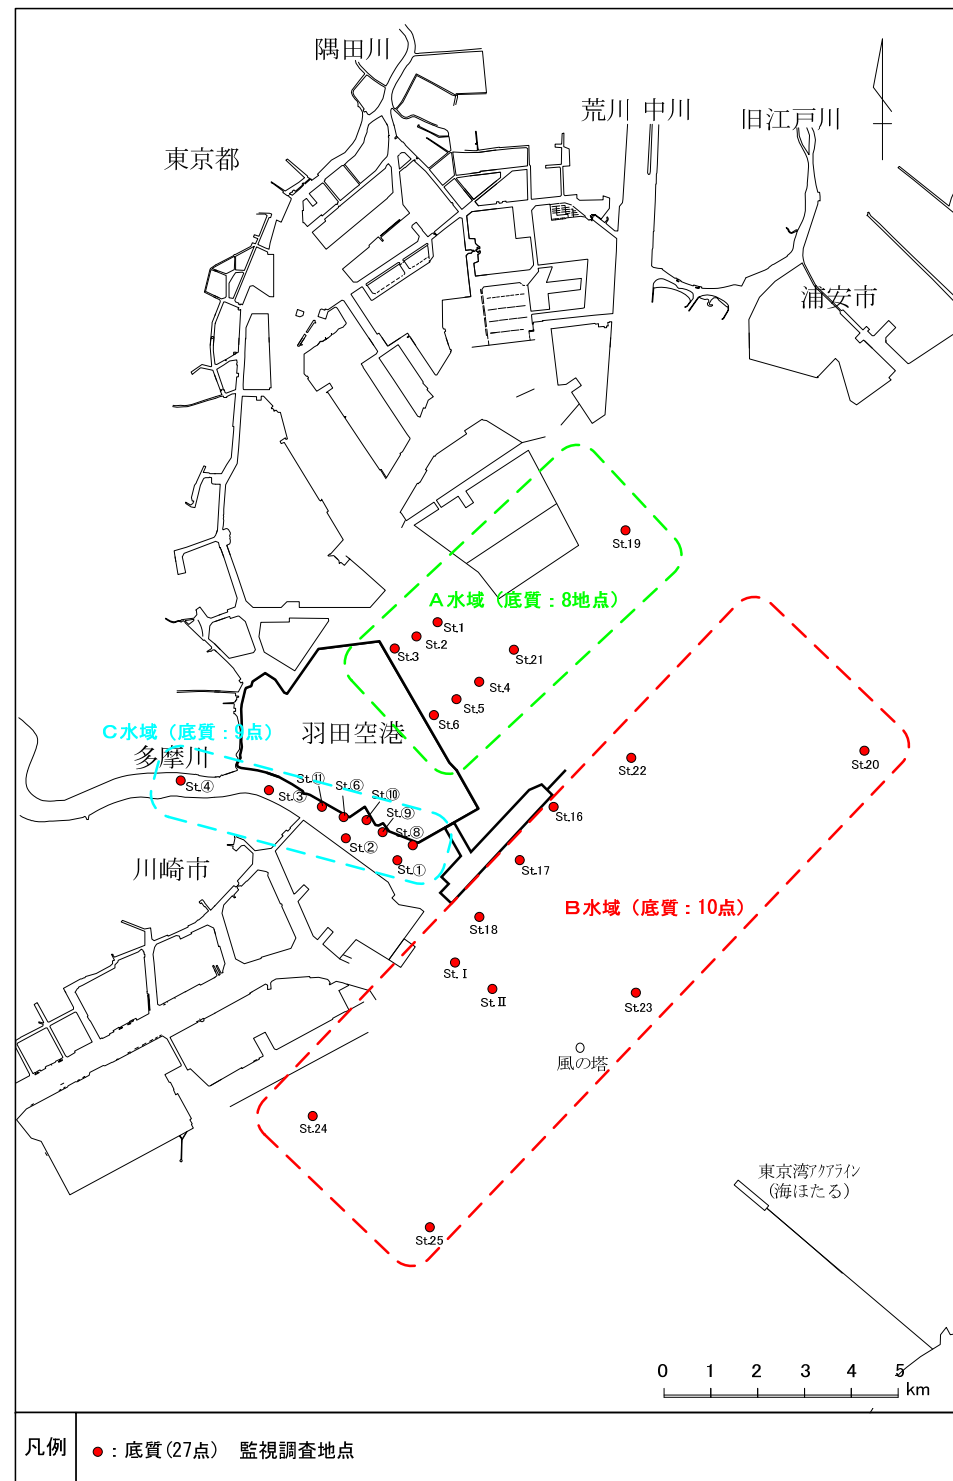 隅田川
荒川 中川
旧江戸川
東京都
浦安市
St.19
A水域（底質：8地点）
St.1
St.2
St.3
St.21
St.4
St.5
St.6
C水域（底質：9点）
羽田空港
多摩川
St.④
St.③
St.⑪
St.⑥
St.⑩
St.⑨
St.⑧
St.②
St.①
川崎市
St.22
St.20
St.16
St.17
B水域（底質：10点）
St.18
St.Ⅰ
St.Ⅱ
St.23
風の塔
St.24
St.25
東京湾アクアライン
（海ほたる）
0 1 2 3 4 5
km
凡例
●：底質(27点) 監視調査地点